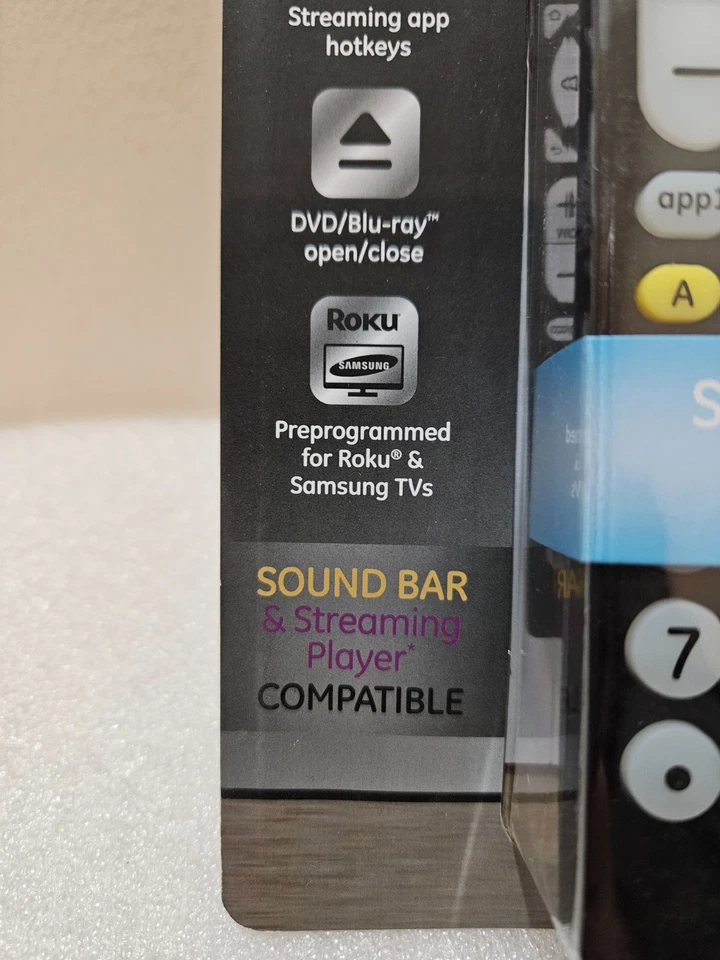 Streaming app
hotkeys
DVD/Blu-ray™
open/close
ROKU
SAMSUNG
Preprogrammed
for Roku® &
Samsung TVs
SOUND BAR
& Streaming
Player*
COMPATIBLE
app1
A
S
7